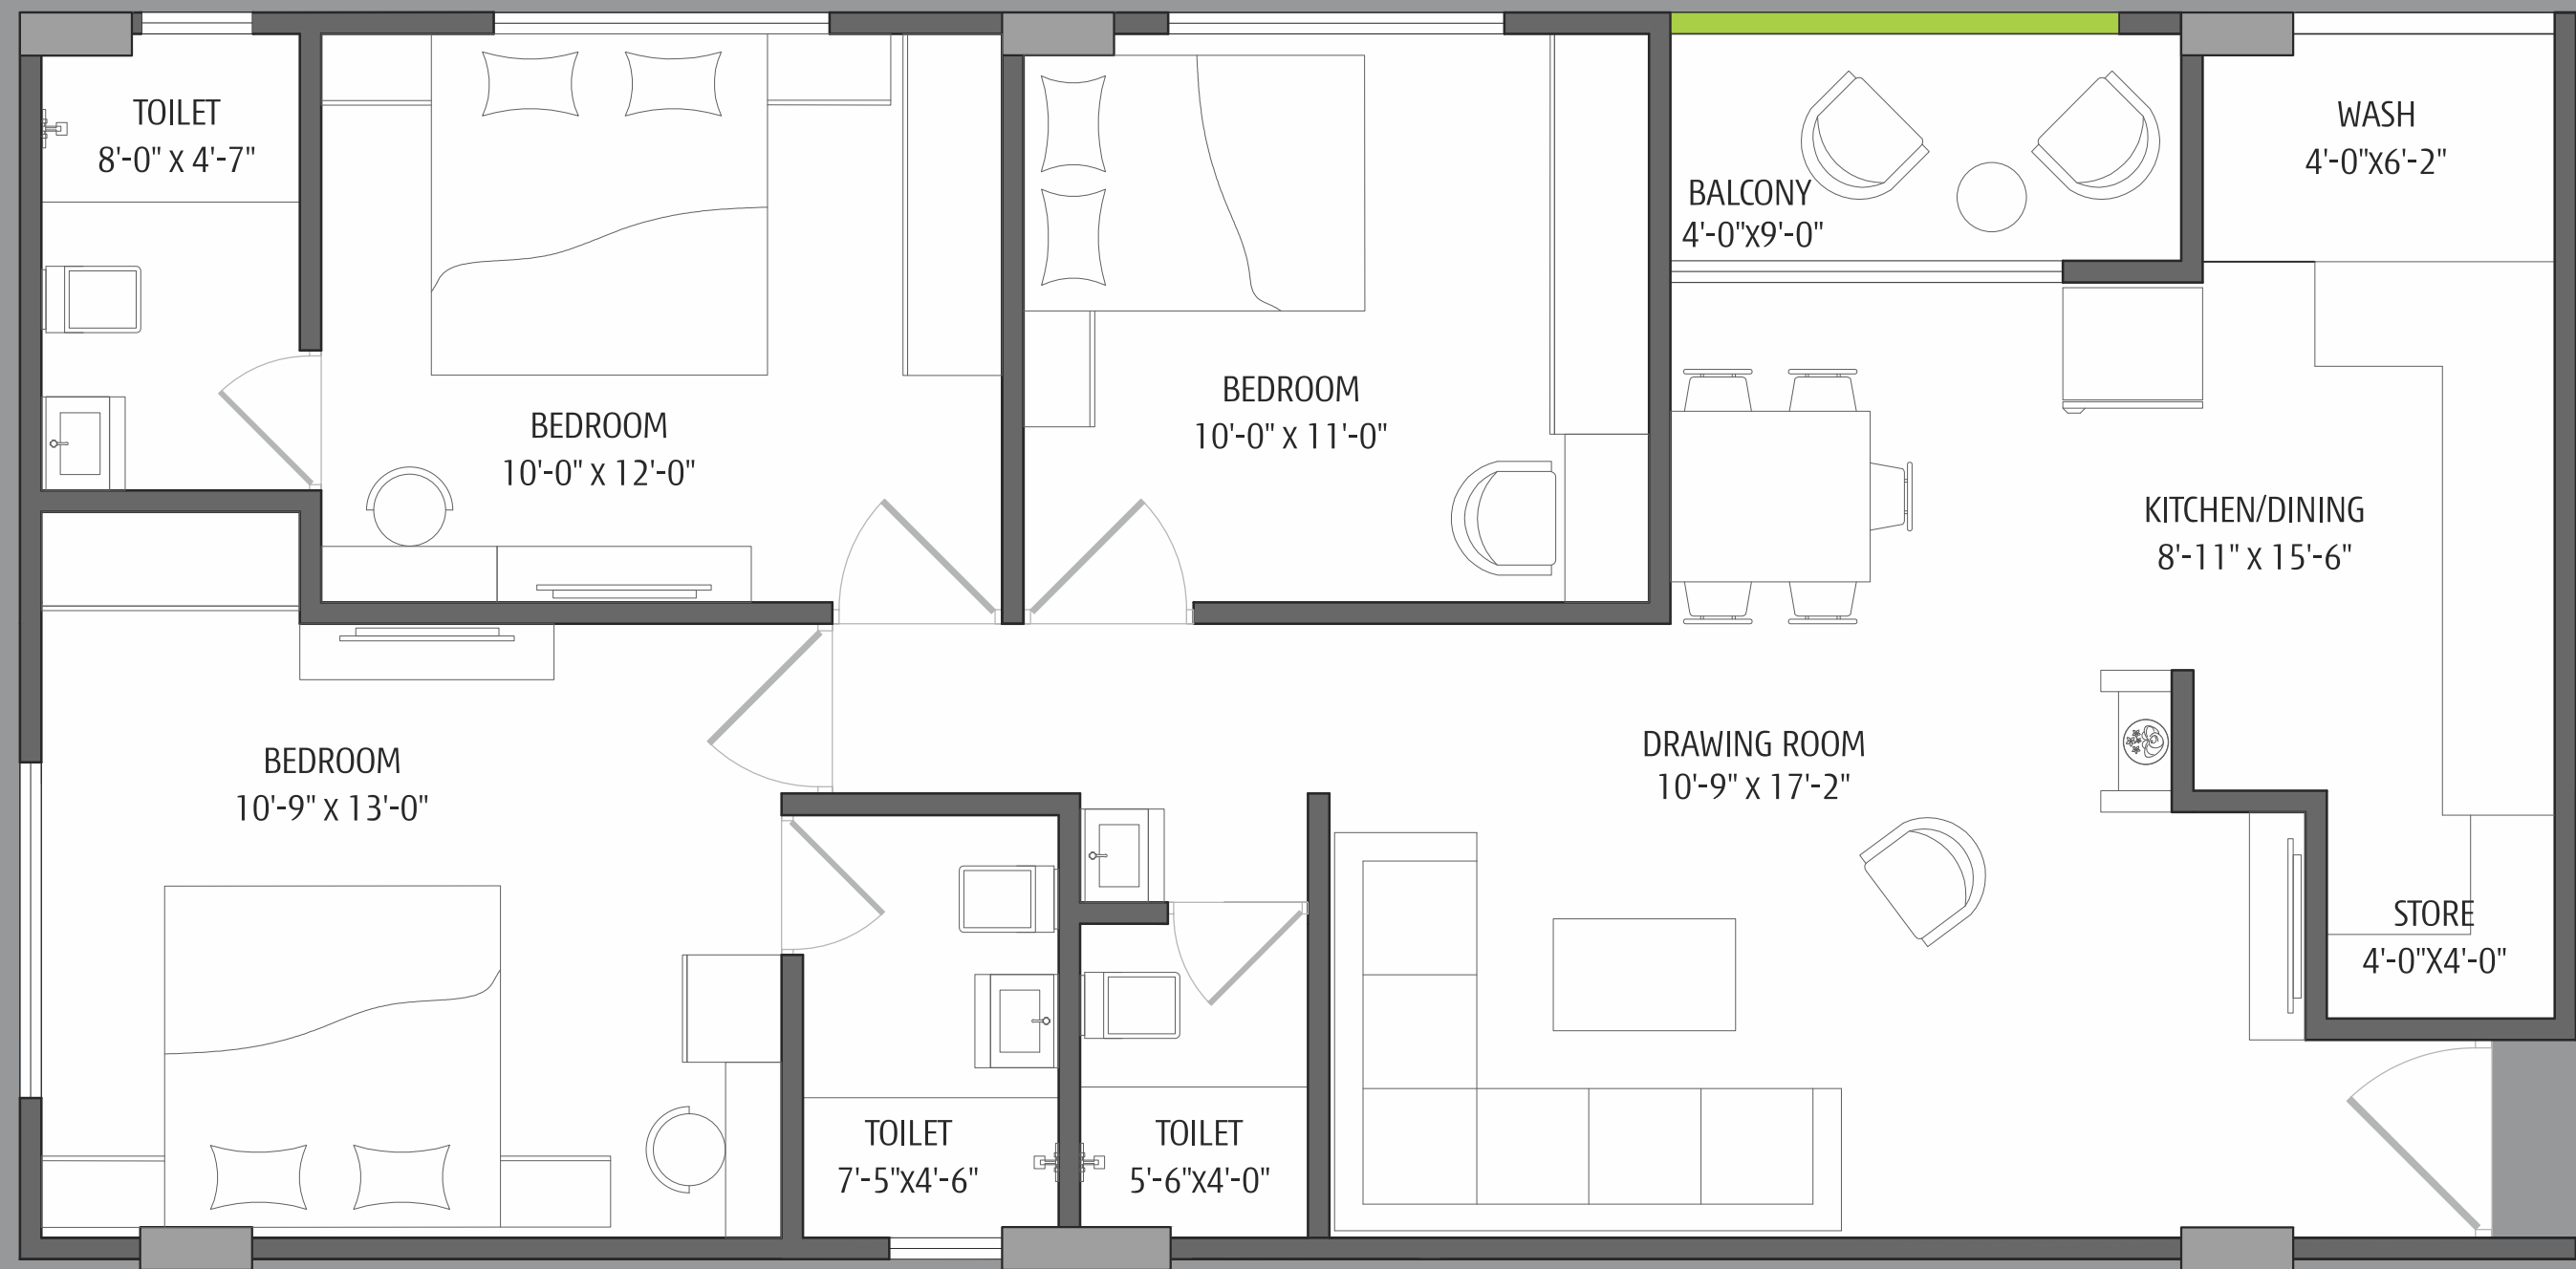 TOILET
8'-0" X 4'-7"
WASH
4'-0"X6'-2"
BALCONY
4'-0"X9'-0"
BEDROOM
10'-0" X 12'-0"
BEDROOM
10'-0" X 11'-0"
KITCHEN/DINING
8'-11" X 15'-6"
BEDROOM
10'-9" X 13'-0"
DRAWING ROOM
10'-9" X 17'-2"
STORE
4'-0"X4'-0"
TOILET
7'-5"X4'-6"
TOILET
5'-6"X4'-0"